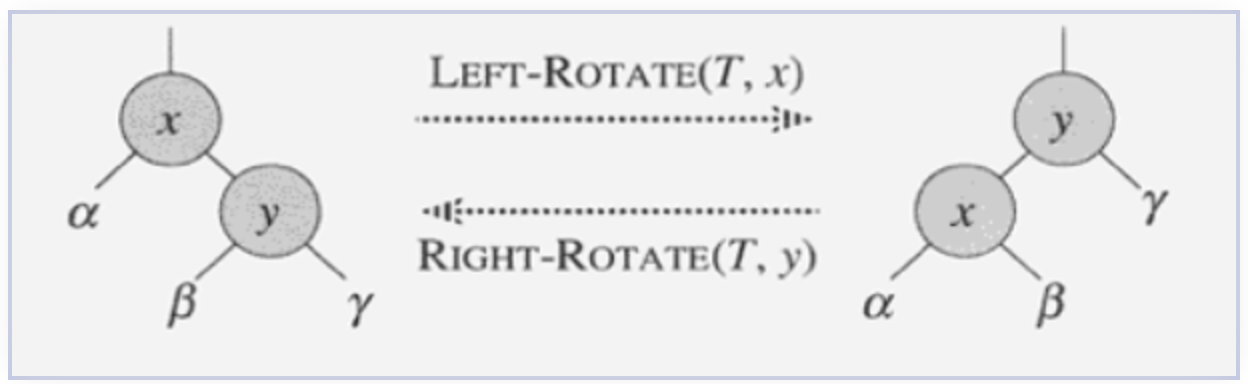 LEFT-ROTATE(T, x)
x
y
α
y
x
γ
β
γ
RIGHT-ROTATE(T, y)
α
β